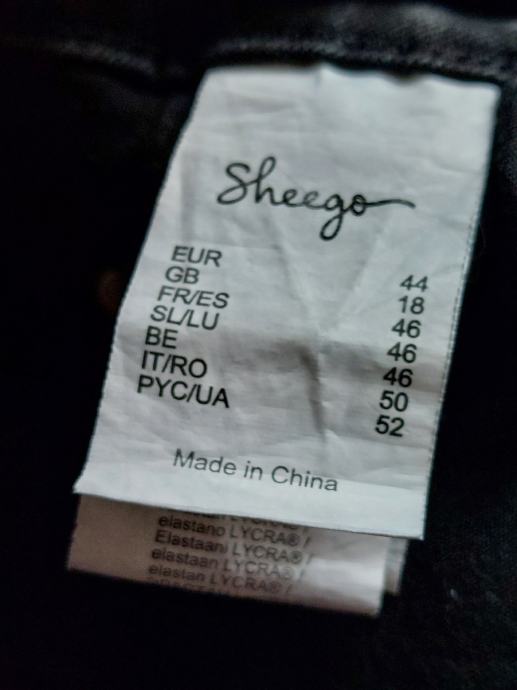 Sheego
EUR 44
GB 18
FR/ES 46
SL/LU 46
BE 46
IT/RO 50
PYC/UA 52
Made in China
elastano LYCRA® /
Elastaani LYCRA® /
elastaan LYCRA® /
elastan LYCRA® /